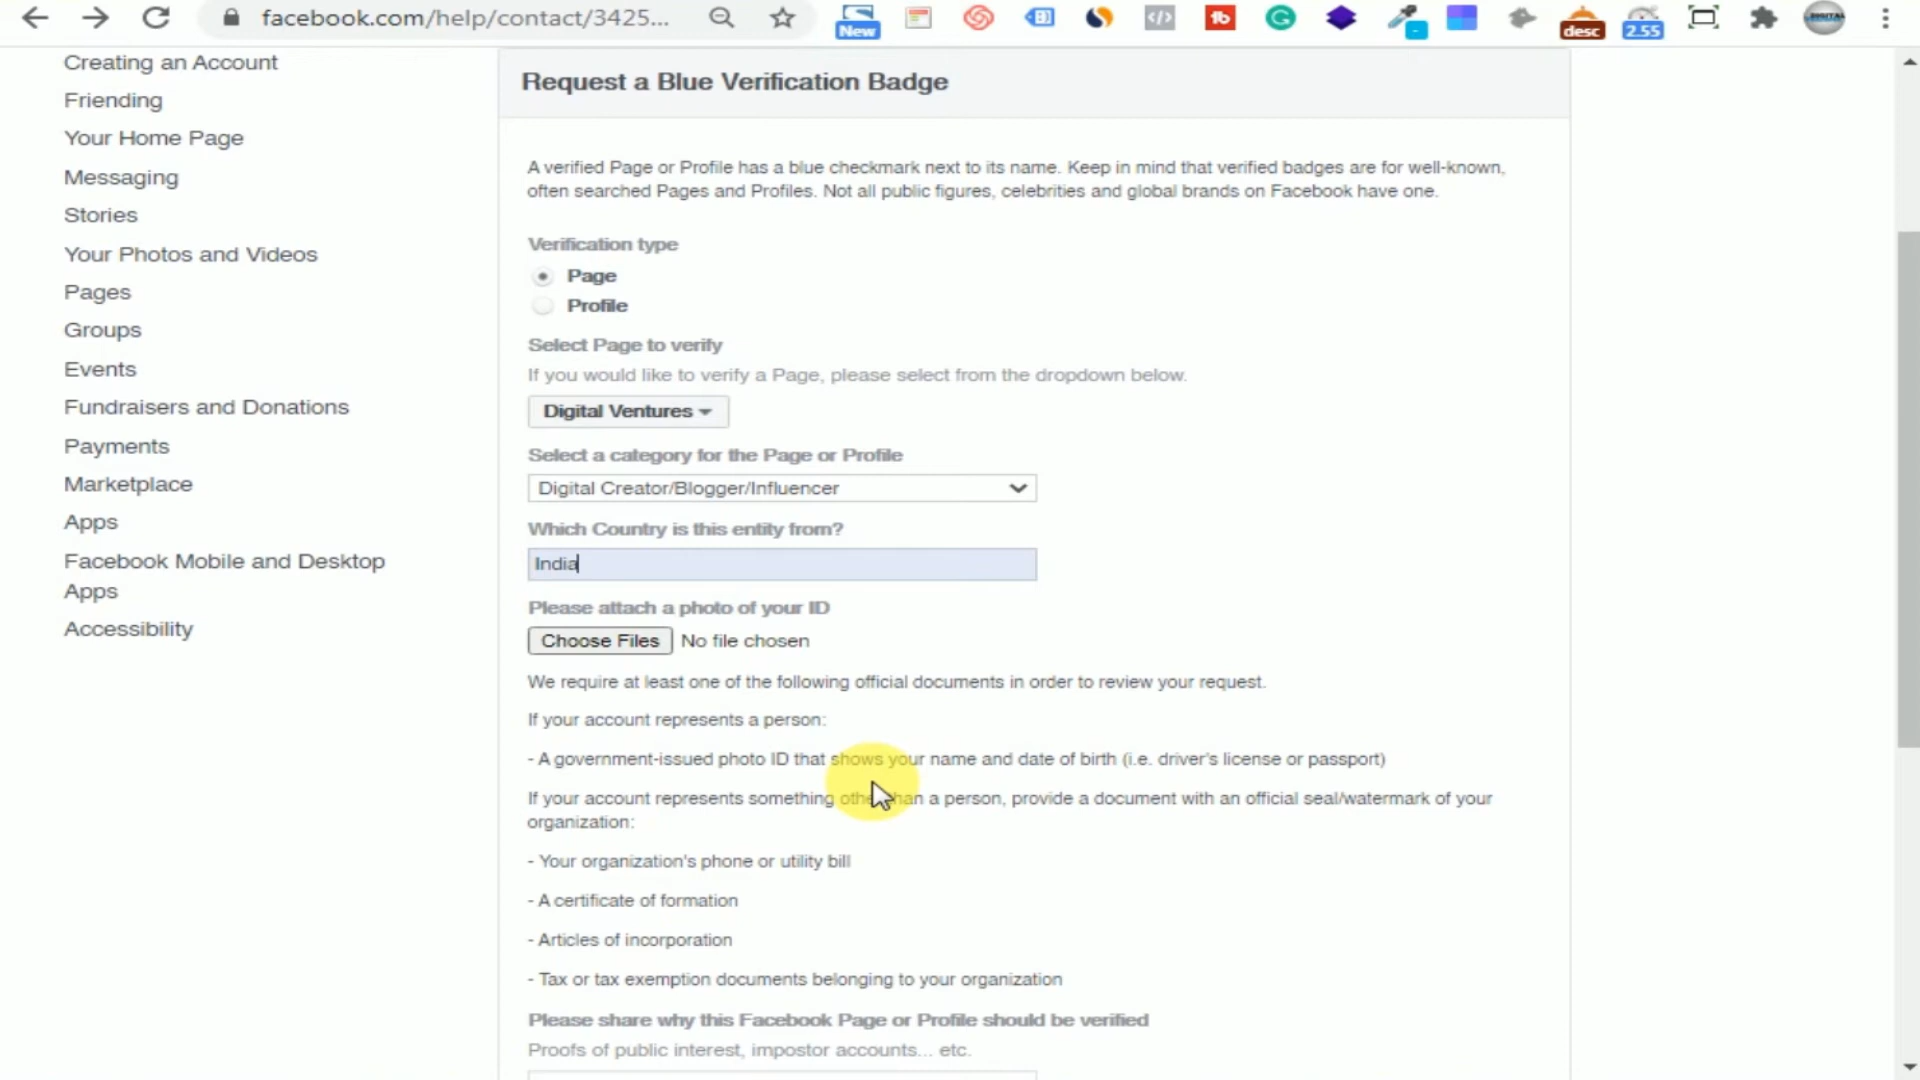 facebook.com/help/contact/3425...
New
desc
2.55
Creating an Account
Friending
Your Home Page
Messaging
Stories
Your Photos and Videos
Pages
Groups
Events
Fundraisers and Donations
Payments
Marketplace
Apps
Facebook Mobile and Desktop
Apps
Accessibility
Request a Blue Verification Badge
A verified Page or Profile has a blue checkmark next to its name. Keep in mind that verified badges are for well-known,
often searched Pages and Profiles. Not all public figures, celebrities and global brands on Facebook have one.
Verification type
Page
Profile
Select Page to verify
If you would like to verify a Page, please select from the dropdown below.
Digital Ventures
Select a category for the Page or Profile
Digital Creator/Blogger/Influencer
Which Country is this entity from?
India
Please attach a photo of your ID
Choose Files No file chosen
We require at least one of the following official documents in order to review your request.
If your account represents a person:
- A government-issued photo ID that shows your name and date of birth (i.e. driver's license or passport)
If your account represents something other than a person, provide a document with an official seal/watermark of your
organization:
- Your organization's phone or utility bill
- A certificate of formation
- Articles of incorporation
- Tax or tax exemption documents belonging to your organization
Please share why this Facebook Page or Profile should be verified
Proofs of public interest, impostor accounts... etc.